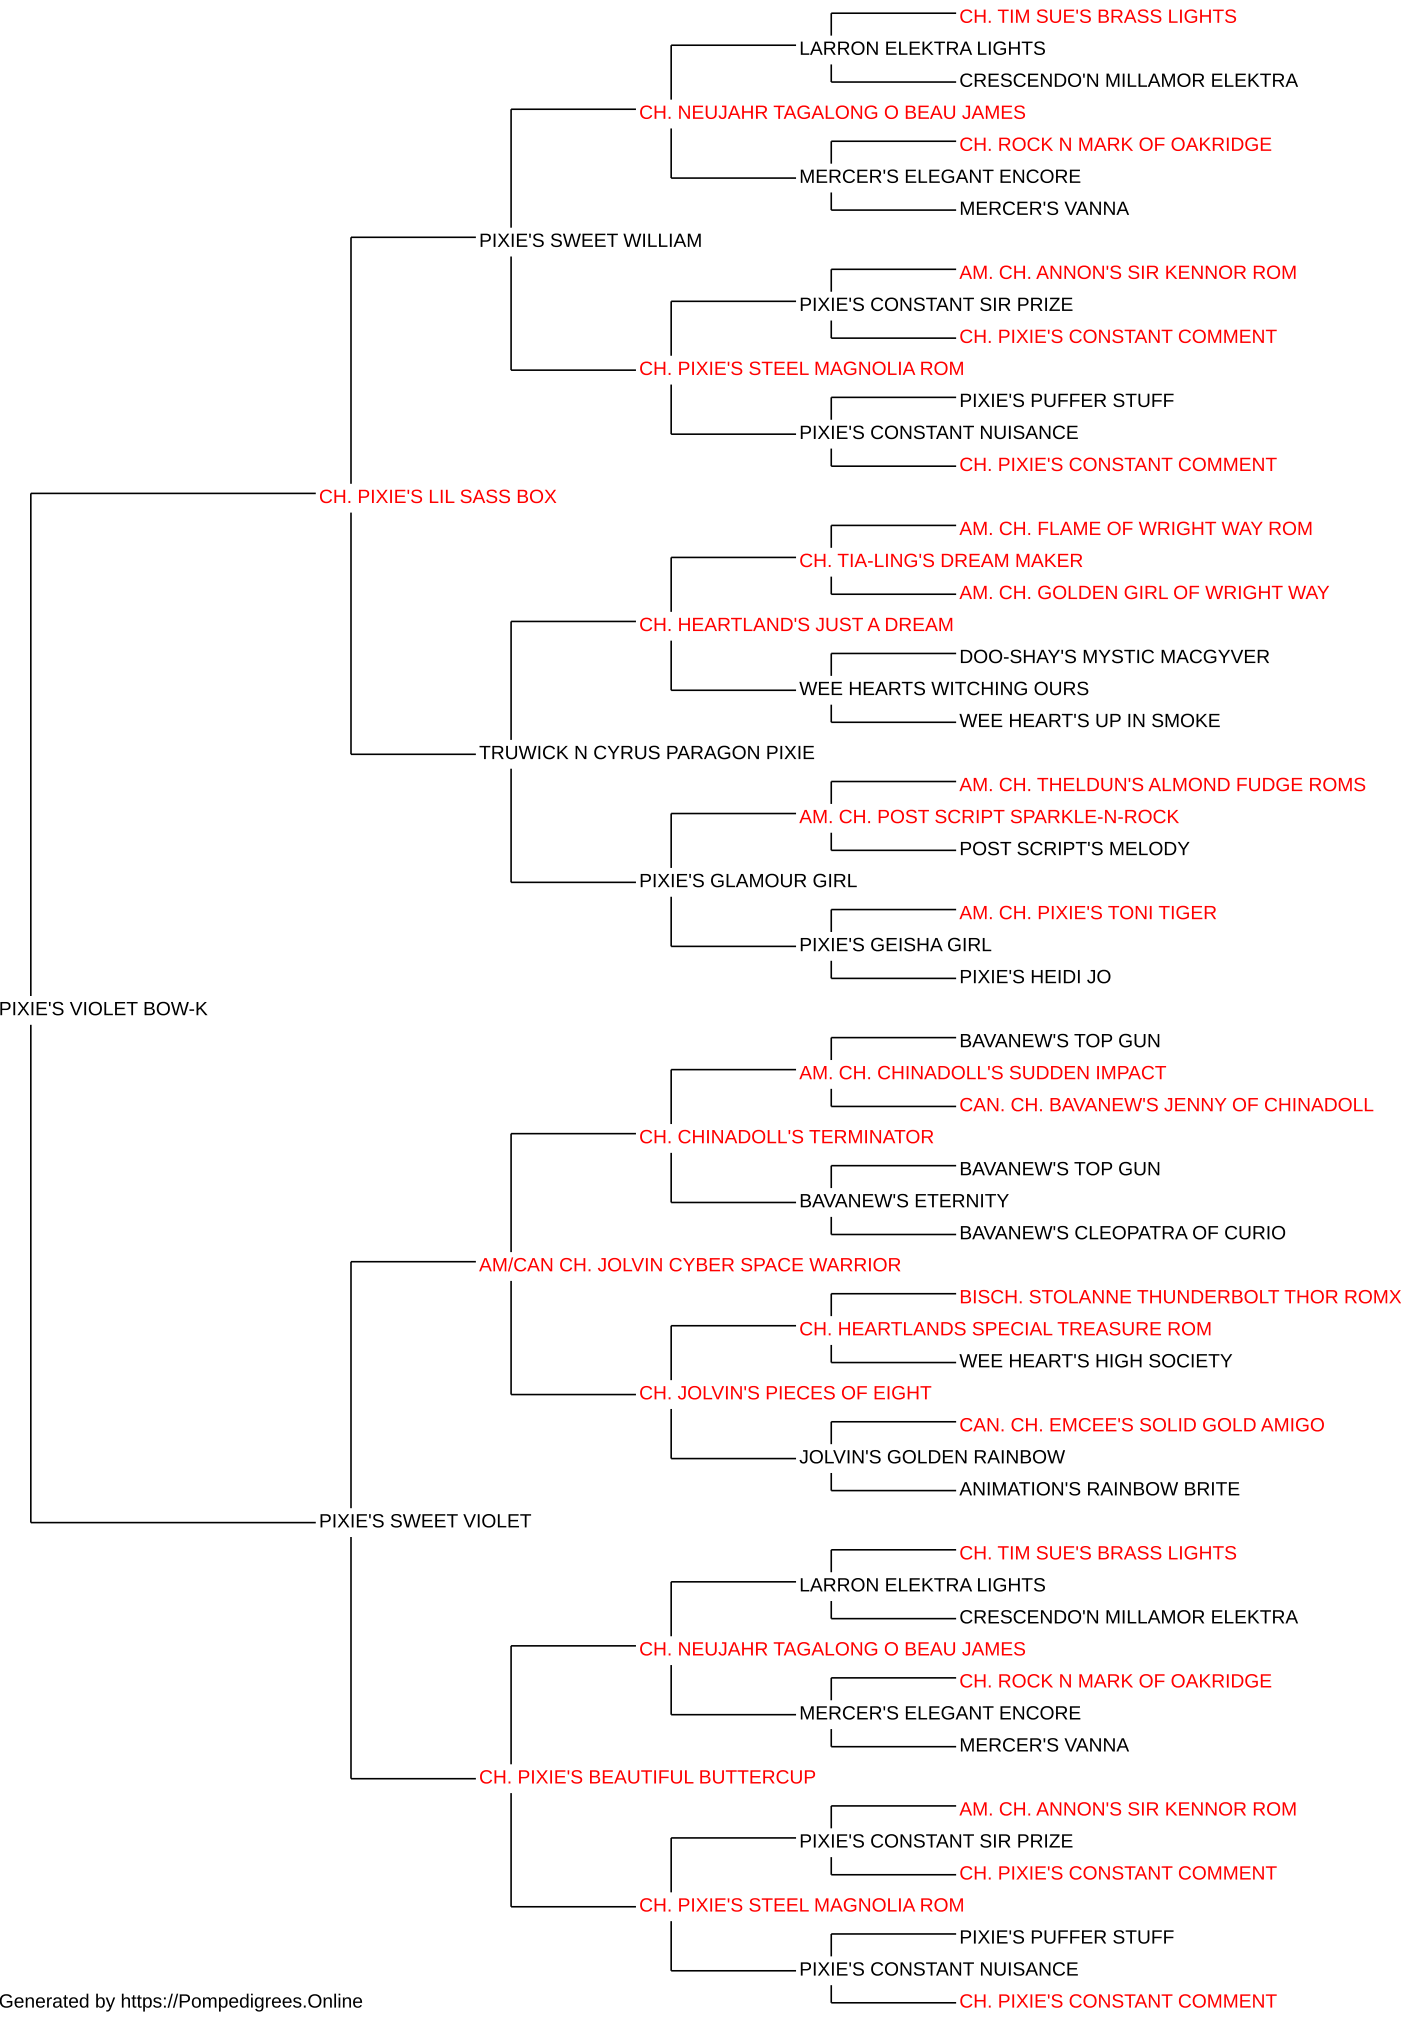 CH. TIM SUE'S BRASS LIGHTS
LARRON ELEKTRA LIGHTS
CRESCENDO'N MILLAMOR ELEKTRA
CH. NEUJAHR TAGALONG O BEAU JAMES
CH. ROCK N MARK OF OAKRIDGE
MERCER'S ELEGANT ENCORE
MERCER'S VANNA
PIXIE'S SWEET WILLIAM
AM. CH. ANNON'S SIR KENNOR ROM
PIXIE'S CONSTANT SIR PRIZE
CH. PIXIE'S CONSTANT COMMENT
CH. PIXIE'S STEEL MAGNOLIA ROM
PIXIE'S PUFFER STUFF
PIXIE'S CONSTANT NUISANCE
CH. PIXIE'S CONSTANT COMMENT
CH. PIXIE'S LIL SASS BOX
AM. CH. FLAME OF WRIGHT WAY ROM
CH. TIA-LING'S DREAM MAKER
AM. CH. GOLDEN GIRL OF WRIGHT WAY
CH. HEARTLAND'S JUST A DREAM
DOO-SHAY'S MYSTIC MACGYVER
WEE HEARTS WITCHING OURS
WEE HEART'S UP IN SMOKE
TRUWICK N CYRUS PARAGON PIXIE
AM. CH. THELDUN'S ALMOND FUDGE ROMS
AM. CH. POST SCRIPT SPARKLE-N-ROCK
POST SCRIPT'S MELODY
PIXIE'S GLAMOUR GIRL
AM. CH. PIXIE'S TONI TIGER
PIXIE'S GEISHA GIRL
PIXIE'S HEIDI JO
PIXIE'S VIOLET BOW-K
BAVANEW'S TOP GUN
AM. CH. CHINADOLL'S SUDDEN IMPACT
CAN. CH. BAVANEW'S JENNY OF CHINADOLL
CH. CHINADOLL'S TERMINATOR
BAVANEW'S TOP GUN
BAVANEW'S ETERNITY
BAVANEW'S CLEOPATRA OF CURIO
AM/CAN CH. JOLVIN CYBER SPACE WARRIOR
BISCH. STOLANNE THUNDERBOLT THOR ROMX
CH. HEARTLANDS SPECIAL TREASURE ROM
WEE HEART'S HIGH SOCIETY
CH. JOLVIN'S PIECES OF EIGHT
CAN. CH. EMCEE'S SOLID GOLD AMIGO
JOLVIN'S GOLDEN RAINBOW
ANIMATION'S RAINBOW BRITE
PIXIE'S SWEET VIOLET
CH. TIM SUE'S BRASS LIGHTS
LARRON ELEKTRA LIGHTS
CRESCENDO'N MILLAMOR ELEKTRA
CH. NEUJAHR TAGALONG O BEAU JAMES
CH. ROCK N MARK OF OAKRIDGE
MERCER'S ELEGANT ENCORE
MERCER'S VANNA
CH. PIXIE'S BEAUTIFUL BUTTERCUP
AM. CH. ANNON'S SIR KENNOR ROM
PIXIE'S CONSTANT SIR PRIZE
CH. PIXIE'S CONSTANT COMMENT
CH. PIXIE'S STEEL MAGNOLIA ROM
PIXIE'S PUFFER STUFF
PIXIE'S CONSTANT NUISANCE
CH. PIXIE'S CONSTANT COMMENT
Generated by https://Pompedigrees.Online